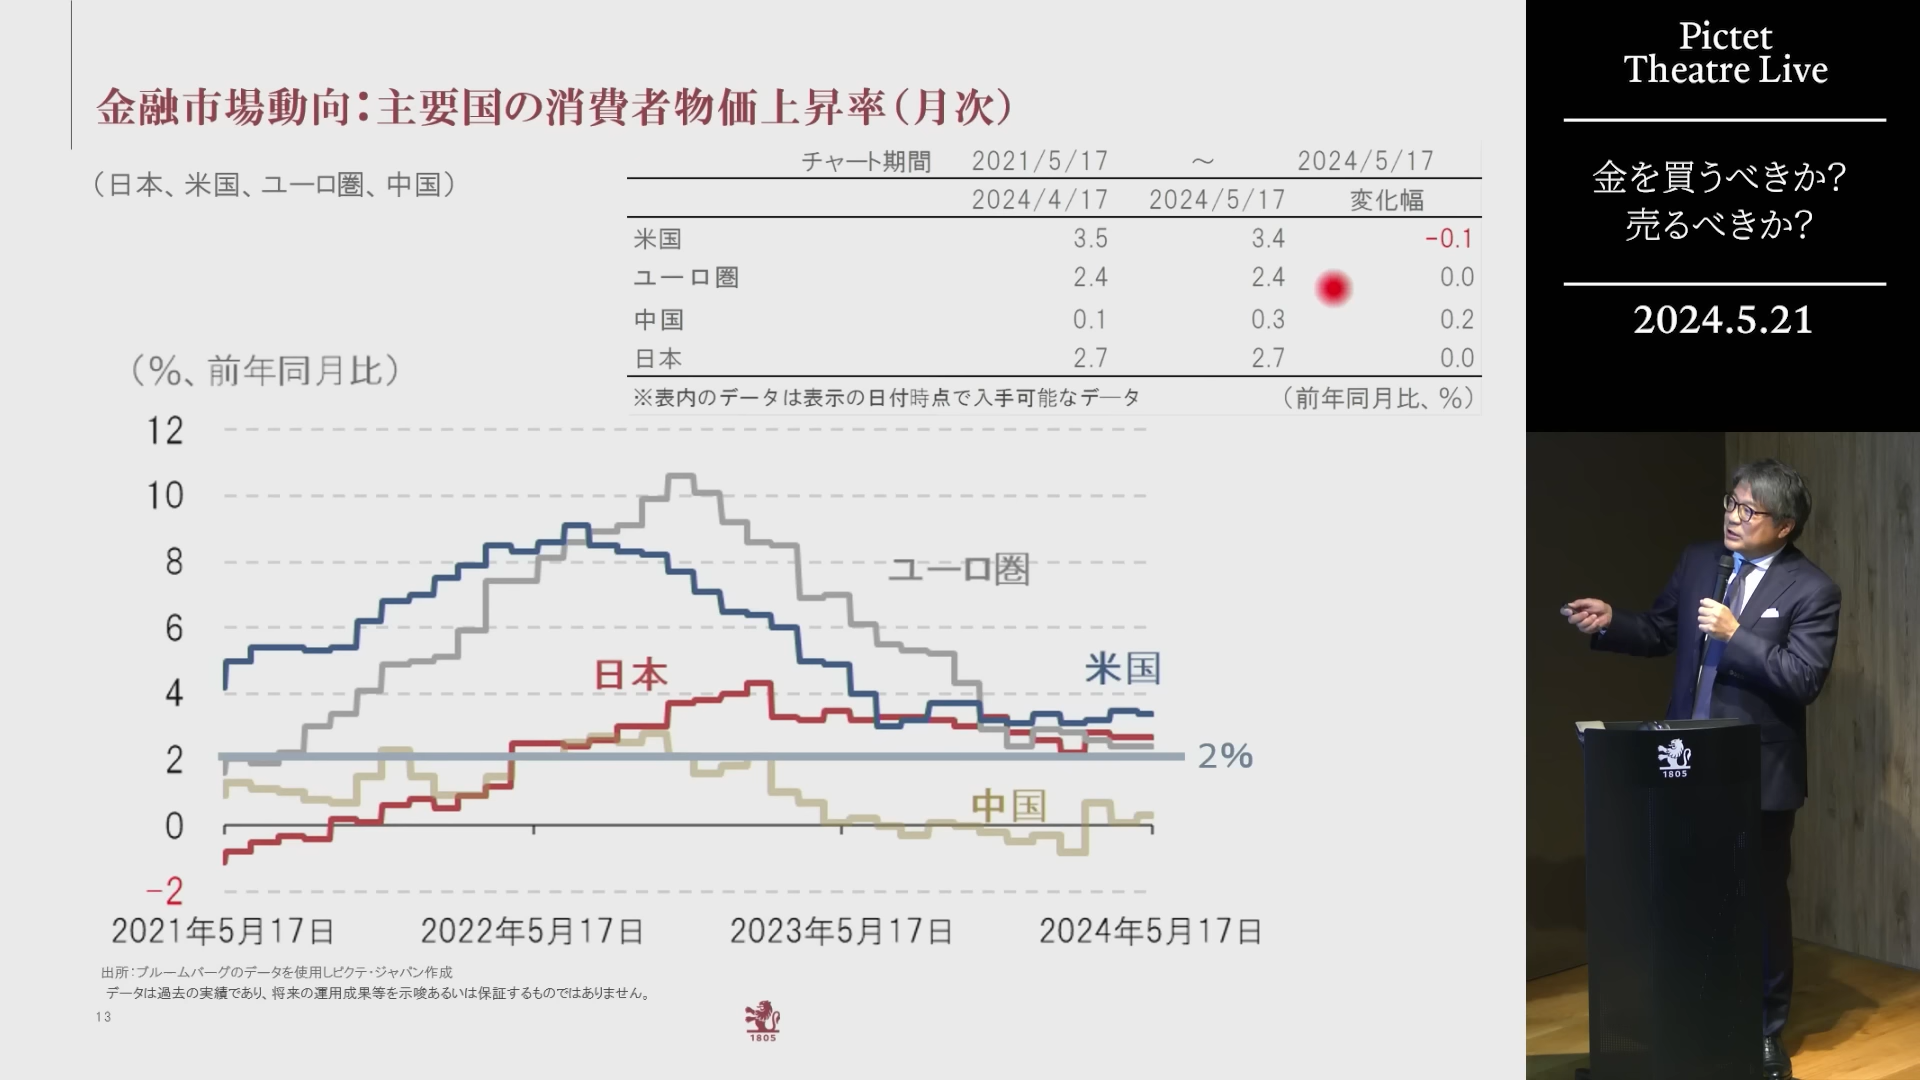 金融市場動向：主要国の消費者物価上昇率（月次）
（日本、米国、ユーロ圏、中国）
チャート期間 2021/5/17 ～ 2024/5/17
2024/4/17 2024/5/17 変化幅
米国 3.5 3.4 -0.1
ユーロ圏 2.4 2.4 0.0
中国 0.1 0.3 0.2
日本 2.7 2.7 0.0
※表内のデータは表示の日付時点で入手可能なデータ （前年同月比、％）
（％、前年同月比）
12
10
8
6
4
2
0
-2
ユーロ圏
日本
米国
2%
中国
2021年5月17日 2022年5月17日 2023年5月17日 2024年5月17日
出所：ブルームバーグのデータを使用しピクテ・ジャパン作成
データは過去の実績であり、将来の運用成果等を示唆あるいは保証するものではありません。
13
1805
Pictet
Theatre Live
金を買うべきか?
売るべきか?
2024.5.21
1805